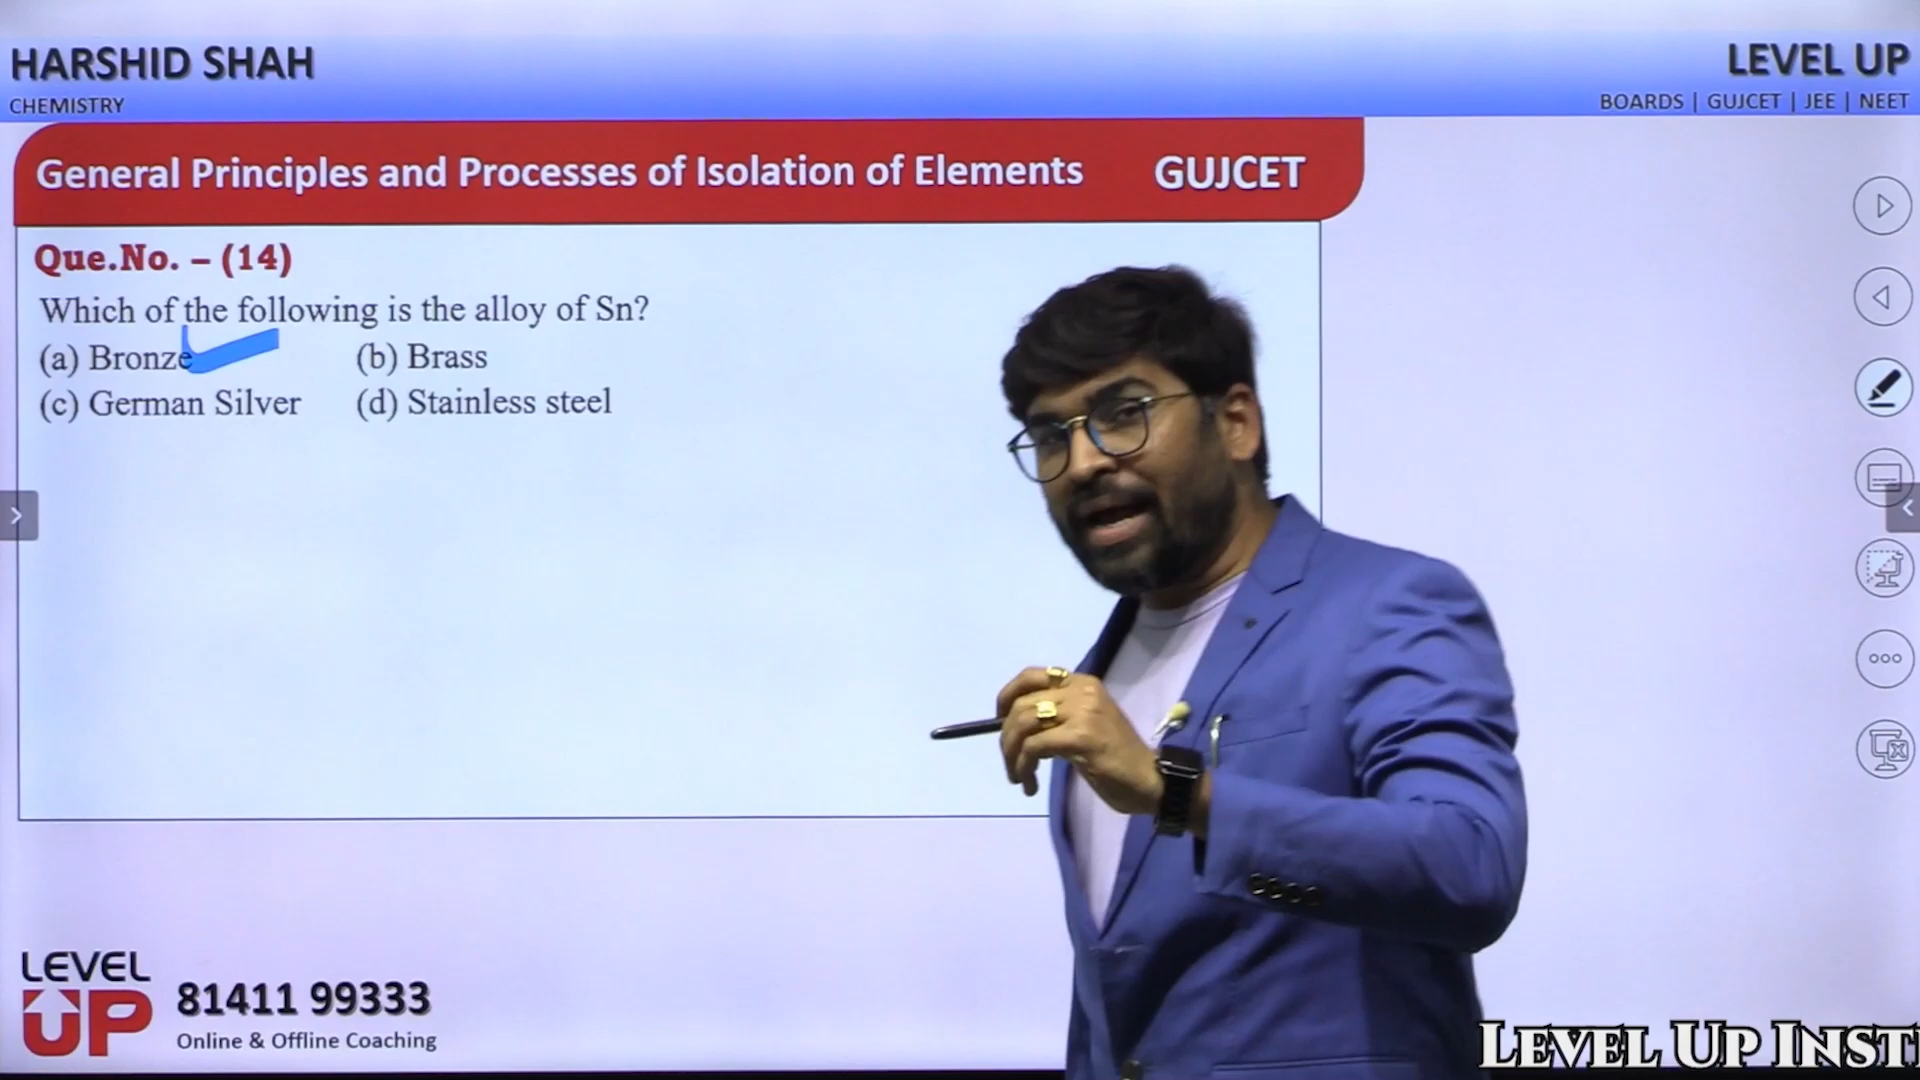 HARSHID SHAH
CHEMISTRY
LEVEL UP
BOARDS | GUJCET | JEE | NEET
General Principles and Processes of Isolation of Elements GUJCET
Que.No. – (14)
Which of the following is the alloy of Sn?
(a) Bronze (b) Brass
(c) German Silver (d) Stainless steel
LEVEL
UP
81411 99333
Online & Offline Coaching
LEVEL UP INST